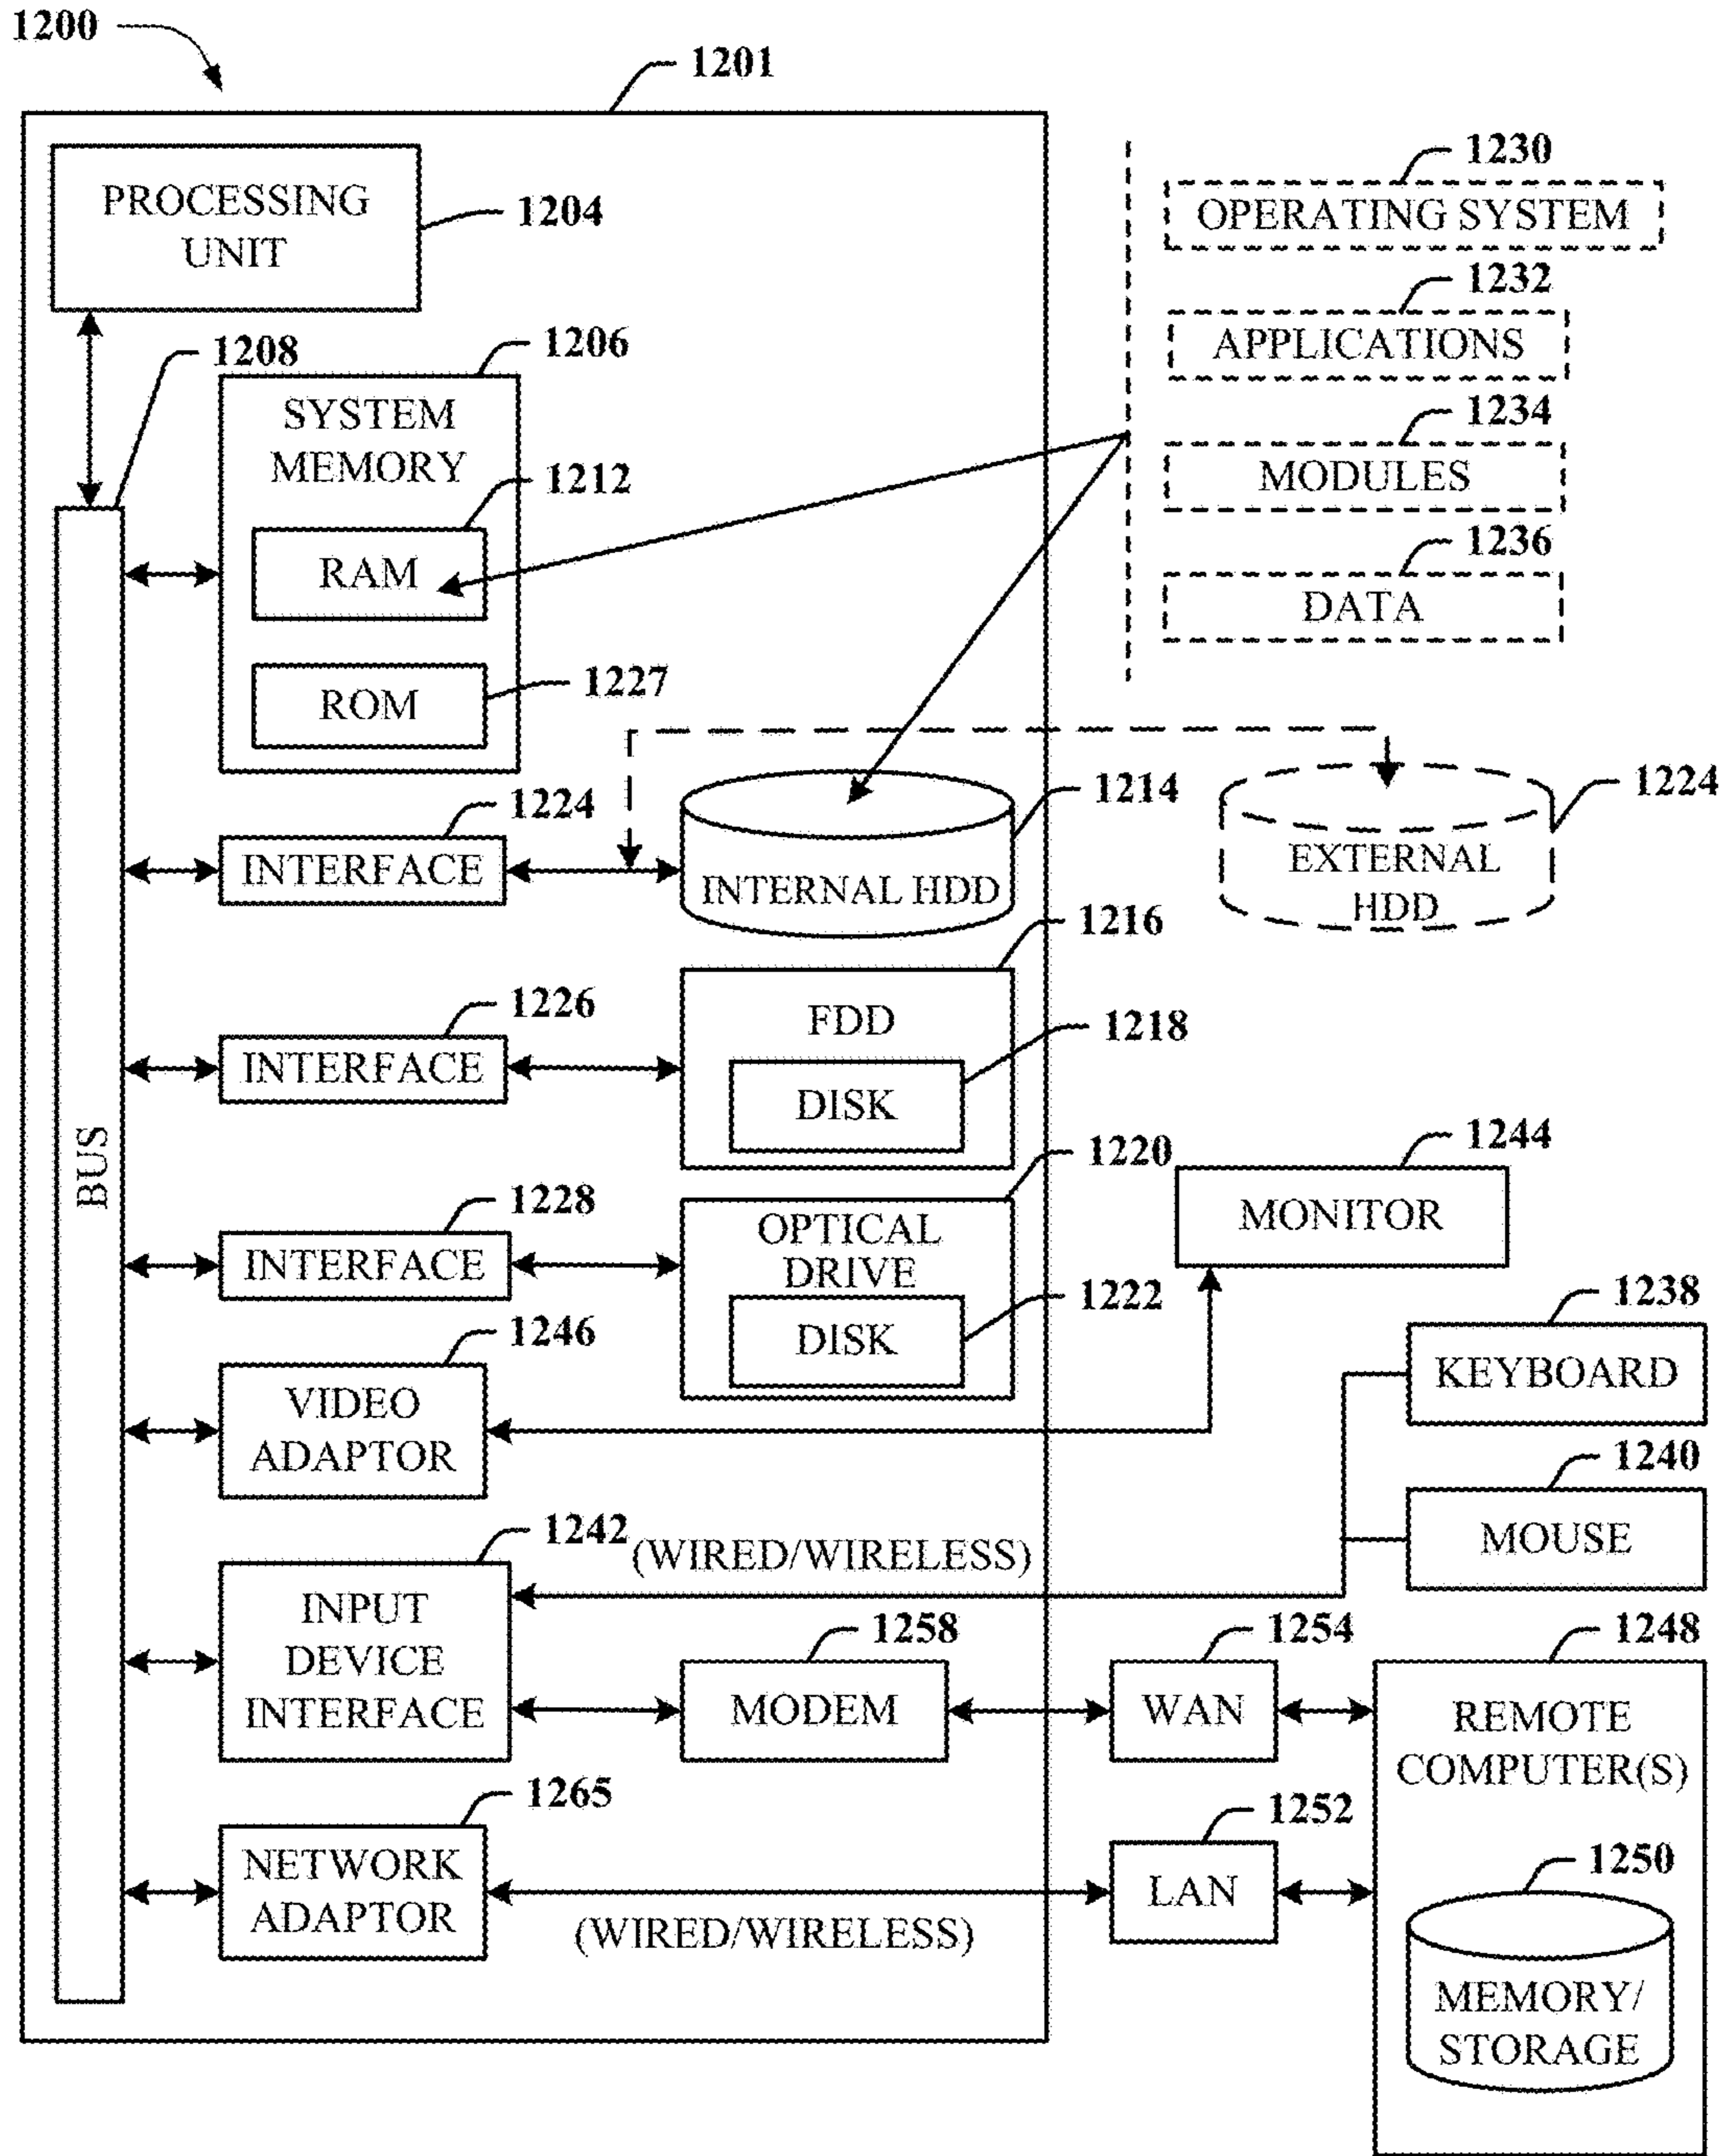 1200
1201
PROCESSING
UNIT
1204
1230
OPERATING SYSTEM
1232
APPLICATIONS
1234
MODULES
1236
DATA
1208
1206
SYSTEM
MEMORY
1212
RAM
ROM
1227
1224
INTERFACE
1214
INTERNAL HDD
1224
EXTERNAL
HDD
1216
FDD
1226
INTERFACE
1218
DISK
BUS
1220
OPTICAL
DRIVE
1228
INTERFACE
1222
DISK
1244
MONITOR
1246
VIDEO
ADAPTOR
1238
KEYBOARD
1240
MOUSE
1242
(WIRED/WIRELESS)
INPUT
DEVICE
INTERFACE
1258
MODEM
1254
WAN
1248
REMOTE
COMPUTER(S)
1265
NETWORK
ADAPTOR
(WIRED/WIRELESS)
1252
LAN
1250
MEMORY/
STORAGE